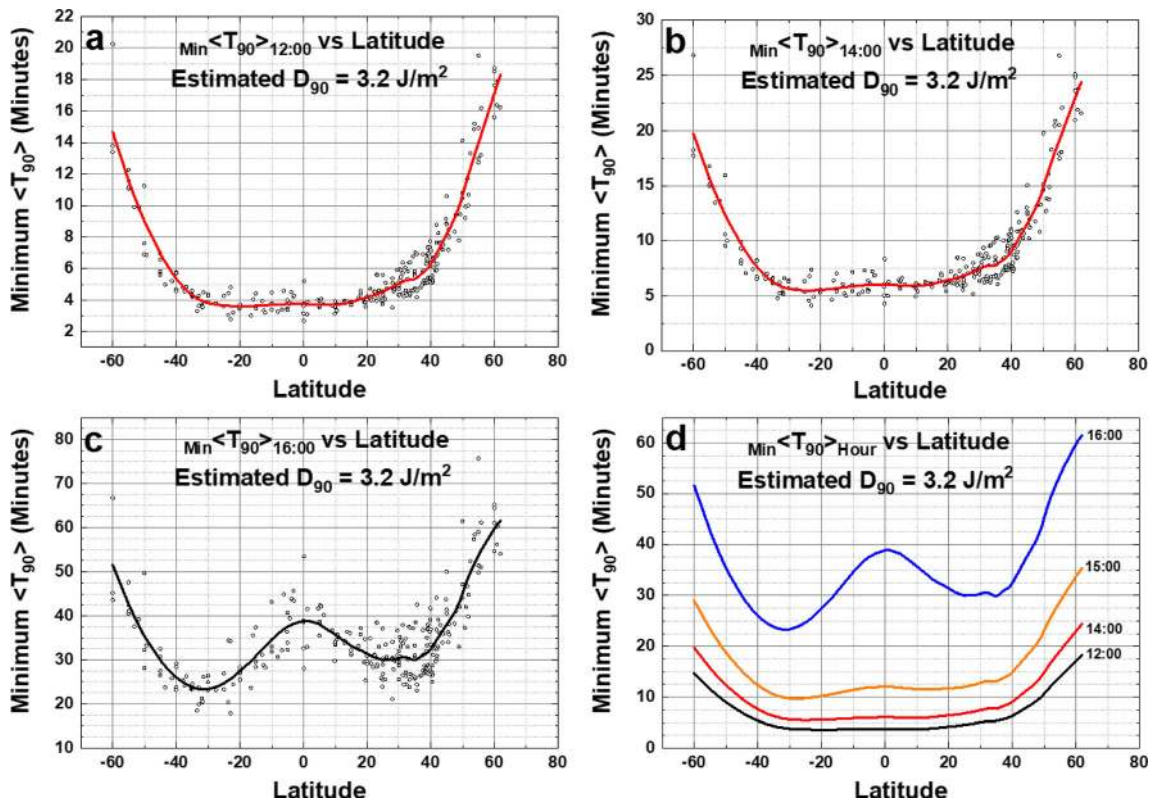 a
Min<T90>12:00 vs Latitude
Estimated D90 = 3.2 J/m2
Minimum <T90> (Minutes)
22
20
18
16
14
12
10
8
6
4
2
-60 -40 -20 0 20 40 60 80
Latitude
b
Min<T90>14:00 vs Latitude
Estimated D90 = 3.2 J/m2
Minimum <T90> (Minutes)
30
25
20
15
10
5
0
-60 -40 -20 0 20 40 60 80
Latitude
c
Min<T90>16:00 vs Latitude
Estimated D90 = 3.2 J/m2
Minimum <T90> (Minutes)
80
70
60
50
40
30
20
10
-60 -40 -20 0 20 40 60 80
Latitude
d
Min<T90>Hour vs Latitude
Estimated D90 = 3.2 J/m2
Minimum <T90> (Minutes)
60
50
40
30
20
10
0
16:00
15:00
14:00
12:00
-60 -40 -20 0 20 40 60 80
Latitude